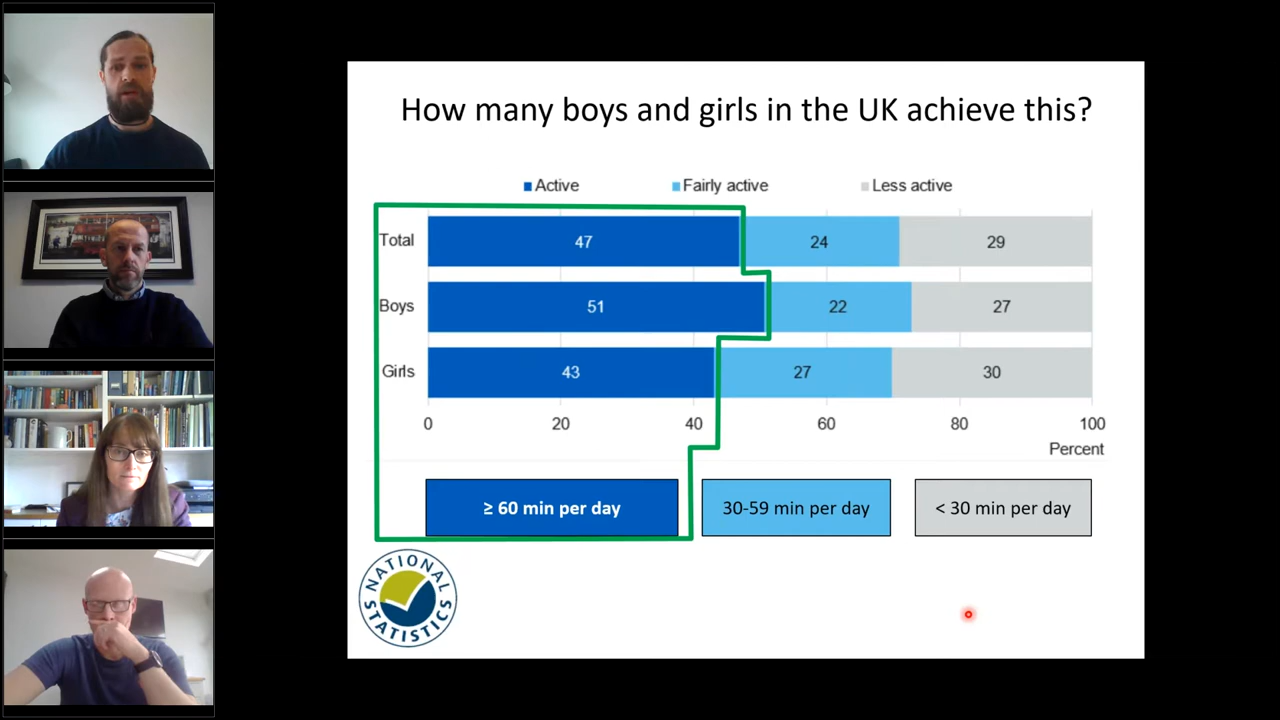 How many boys and girls in the UK achieve this?
Active Fairly active Less active
Total 47 24 29
Boys 51 22 27
Girls 43 27 30
0 20 40 60 80 100
Percent
≥ 60 min per day 30-59 min per day < 30 min per day
NATIONAL
STATISTICS